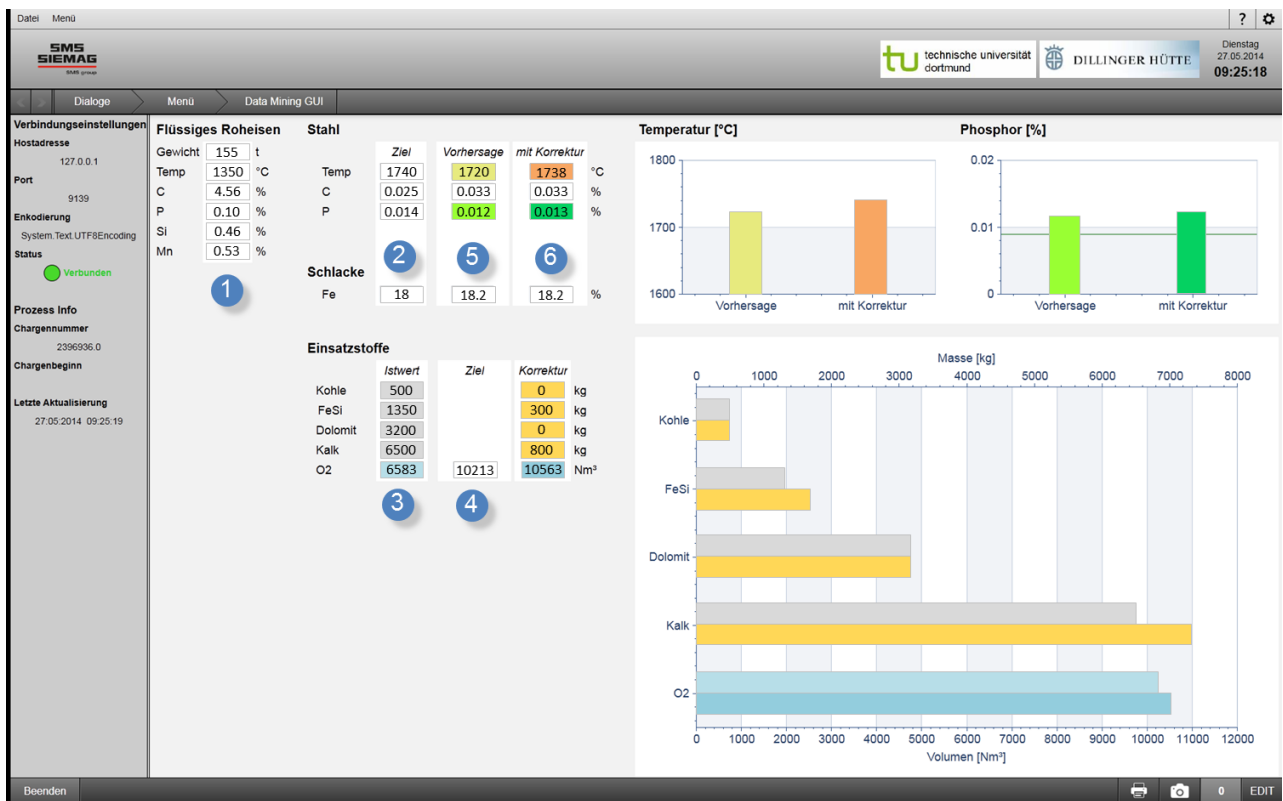 Datei Menü
?
SMS
SIEMAG
SMS group
tu technische universität
dortmund
DILLINGER HÜTTE
Dienstag
27.05.2014
09:25:18
Dialoge Menü Data Mining GUI
Verbindungseinstellungen
Hostadresse
127.0.0.1
Port
9139
Enkodierung
System.Text.UTF8Encoding
Status
Verbunden
Prozess Info
Chargennummer
2396936.0
Chargenbeginn
Letzte Aktualisierung
27:05:2014 09:25:19
Flüssiges Roheisen
Gewicht 155 t
Temp 1350 °C
C 4.56 %
P 0.10 %
Si 0.46 %
Mn 0.53 %
1
Stahl
Ziel Vorhersage mit Korrektur
Temp 1740 1720 1738 °C
C 0.025 0.033 0.033 %
P 0.014 0.012 0.013 %
2 5 6
Schlacke
Fe 18 18.2 18.2 %
Einsatzstoffe
Istwert Ziel Korrektur
Kohle 500 0 kg
FeSi 1350 300 kg
Dolomit 3200 0 kg
Kalk 6500 800 kg
O2 6583 10213 10563 Nm³
3 4
Temperatur [°C]
1800
1700
1600
Vorhersage mit Korrektur
Phosphor [%]
0.02
0.01
0
Vorhersage mit Korrektur
Masse [kg]
0 1000 2000 3000 4000 5000 6000 7000 8000
Kohle
FeSi
Dolomit
Kalk
O2
0 1000 2000 3000 4000 5000 6000 7000 8000 9000 10000 11000 12000
Volumen [Nm³]
Beenden
0 EDIT